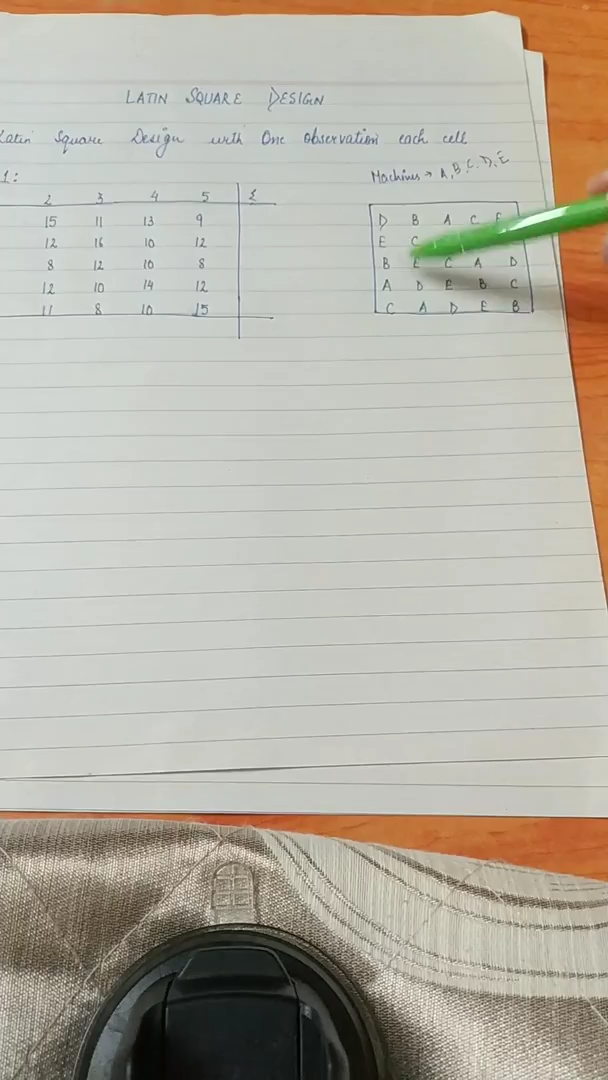 LATIN SQUARE DESIGN
Latin Square Design with One observation each cell
1:
Machines → A, B, C, D, E
2 3 4 5 Σ
15 11 13 9
12 16 10 12
8 12 10 8
12 10 14 12
11 8 10 15
D B A C E
E C
B E C A D
A D E B C
C A D E B